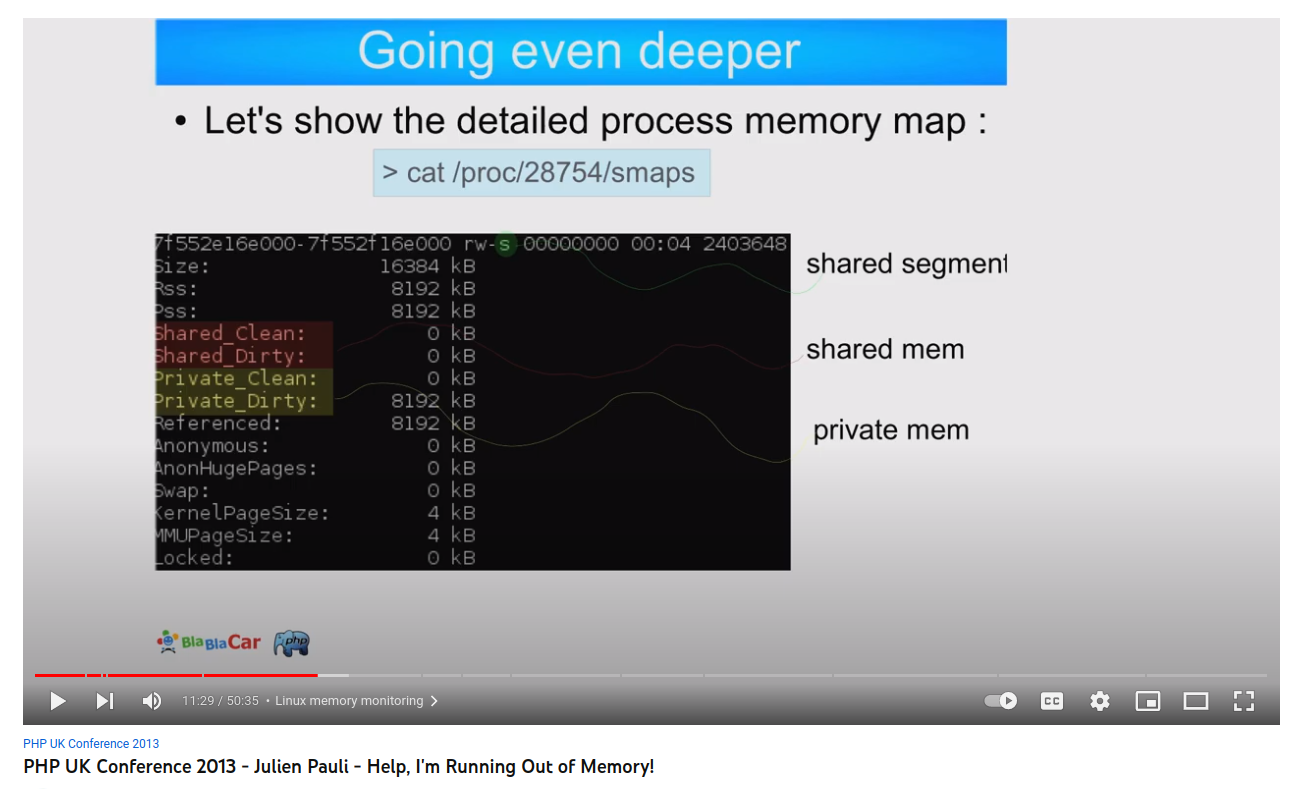 Going even deeper
• Let's show the detailed process memory map :
> cat /proc/28754/smaps
7f552e16e000-7f552f16e000 rw-s 00000000 00:04 2403648
Size: 16384 kB
Rss: 8192 kB
Pss: 8192 kB
Shared_Clean: 0 kB
Shared_Dirty: 0 kB
Private_Clean: 0 kB
Private_Dirty: 8192 kB
Referenced: 8192 kB
Anonymous: 0 kB
AnonHugePages: 0 kB
Swap: 0 kB
KernelPageSize: 4 kB
MMUPageSize: 4 kB
Locked: 0 kB
shared segment
shared mem
private mem
BlaBlaCar php
11:29 / 50:35 • Linux memory monitoring
CC
PHP UK Conference 2013
PHP UK Conference 2013 - Julien Pauli - Help, I'm Running Out of Memory!